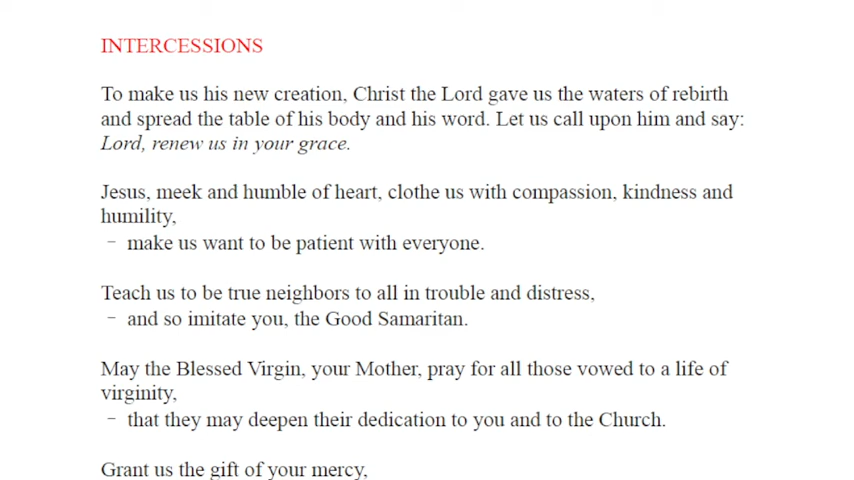 INTERCESSIONS
To make us his new creation, Christ the Lord gave us the waters of rebirth
and spread the table of his body and his word. Let us call upon him and say:
Lord, renew us in your grace.
Jesus, meek and humble of heart, clothe us with compassion, kindness and
humility,
- make us want to be patient with everyone.
Teach us to be true neighbors to all in trouble and distress,
- and so imitate you, the Good Samaritan.
May the Blessed Virgin, your Mother, pray for all those vowed to a life of
virginity,
- that they may deepen their dedication to you and to the Church.
Grant us the gift of your mercy,